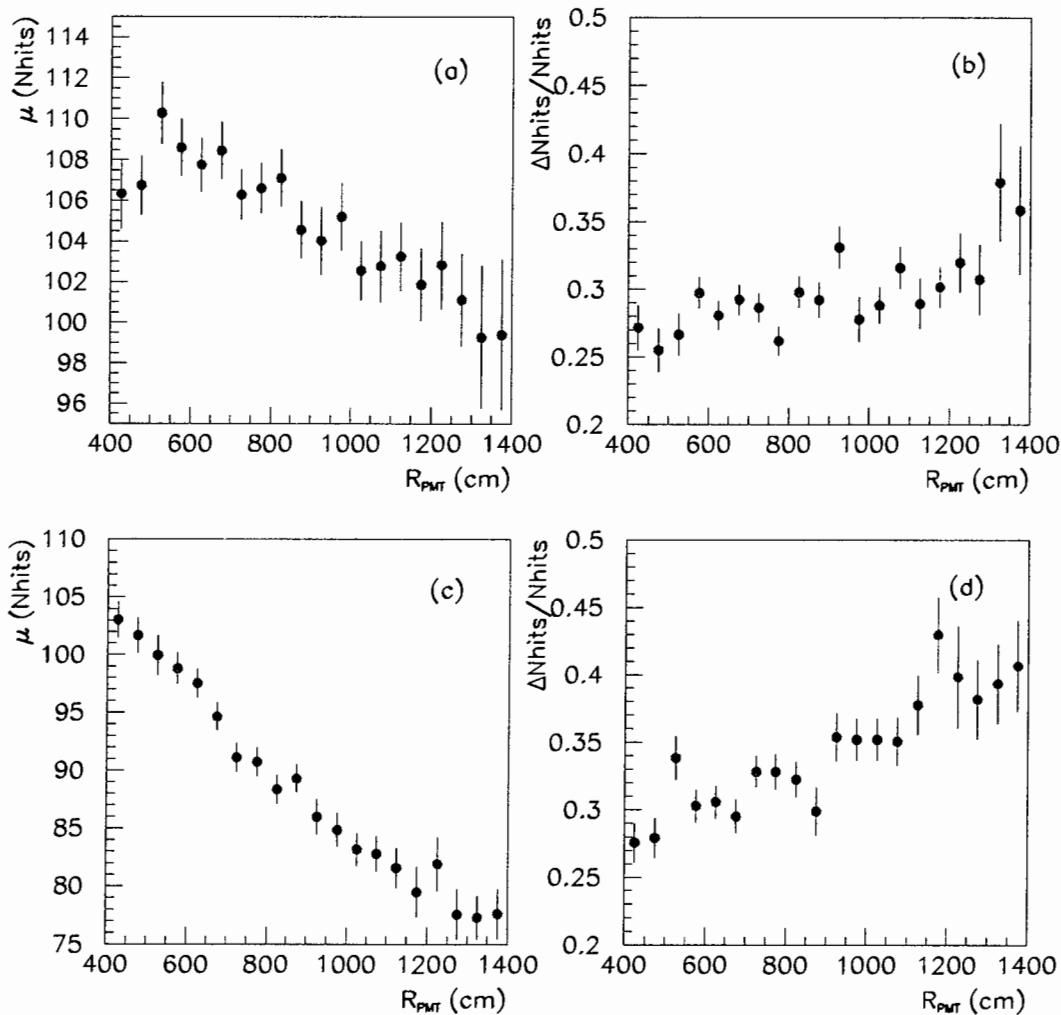 μ (Nhits)
114
112
110
108
106
104
102
100
98
96
(a)
400 600 800 1000 1200 1400
R_PMT (cm)
ΔNhits/Nhits
0.5
0.45
0.4
0.35
0.3
0.25
0.2
(b)
400 600 800 1000 1200 1400
R_PMT (cm)
μ (Nhits)
110
105
100
95
90
85
80
75
(c)
400 600 800 1000 1200 1400
R_PMT (cm)
ΔNhits/Nhits
0.5
0.45
0.4
0.35
0.3
0.25
0.2
(d)
400 600 800 1000 1200 1400
R_PMT (cm)